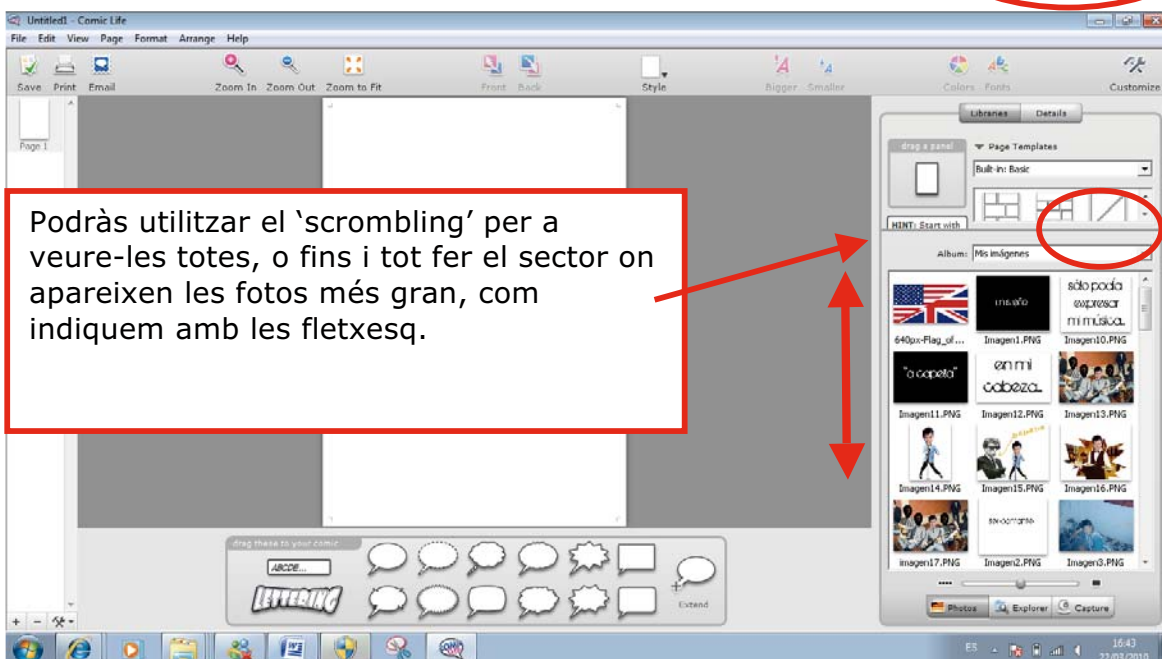 Untitled1 - Comic Life
File Edit View Page Format Arrange Help
Save Print Email Zoom In Zoom Out Zoom to Fit Front Back Style Bigger Smaller Colors Fonts Customize
Page 1
Libraries Details
drag a panel
Page Templates
Built-in: Basic
HINT: Start with
Album: Mis imágenes
Podràs utilitzar el ‘scrombling’ per a
veure-les totes, o fins i tot fer el sector on
apareixen les fotos més gran, com
indiquem amb les fletxesq.
sólo podía
expresar
mi música.
640px-Flag_of... Imagen1.PNG Imagen10.PNG
"a capella"
en mi
cabeza.
Imagen11.PNG Imagen12.PNG Imagen13.PNG
Imagen14.PNG Imagen15.PNG Imagen16.PNG
imagen17.PNG Imagen2.PNG Imagen3.PNG
drag these to your comic
ABCDE...
LETTERING
Extend
Photos Explorer Capture
ES
16:43
22/03/2010